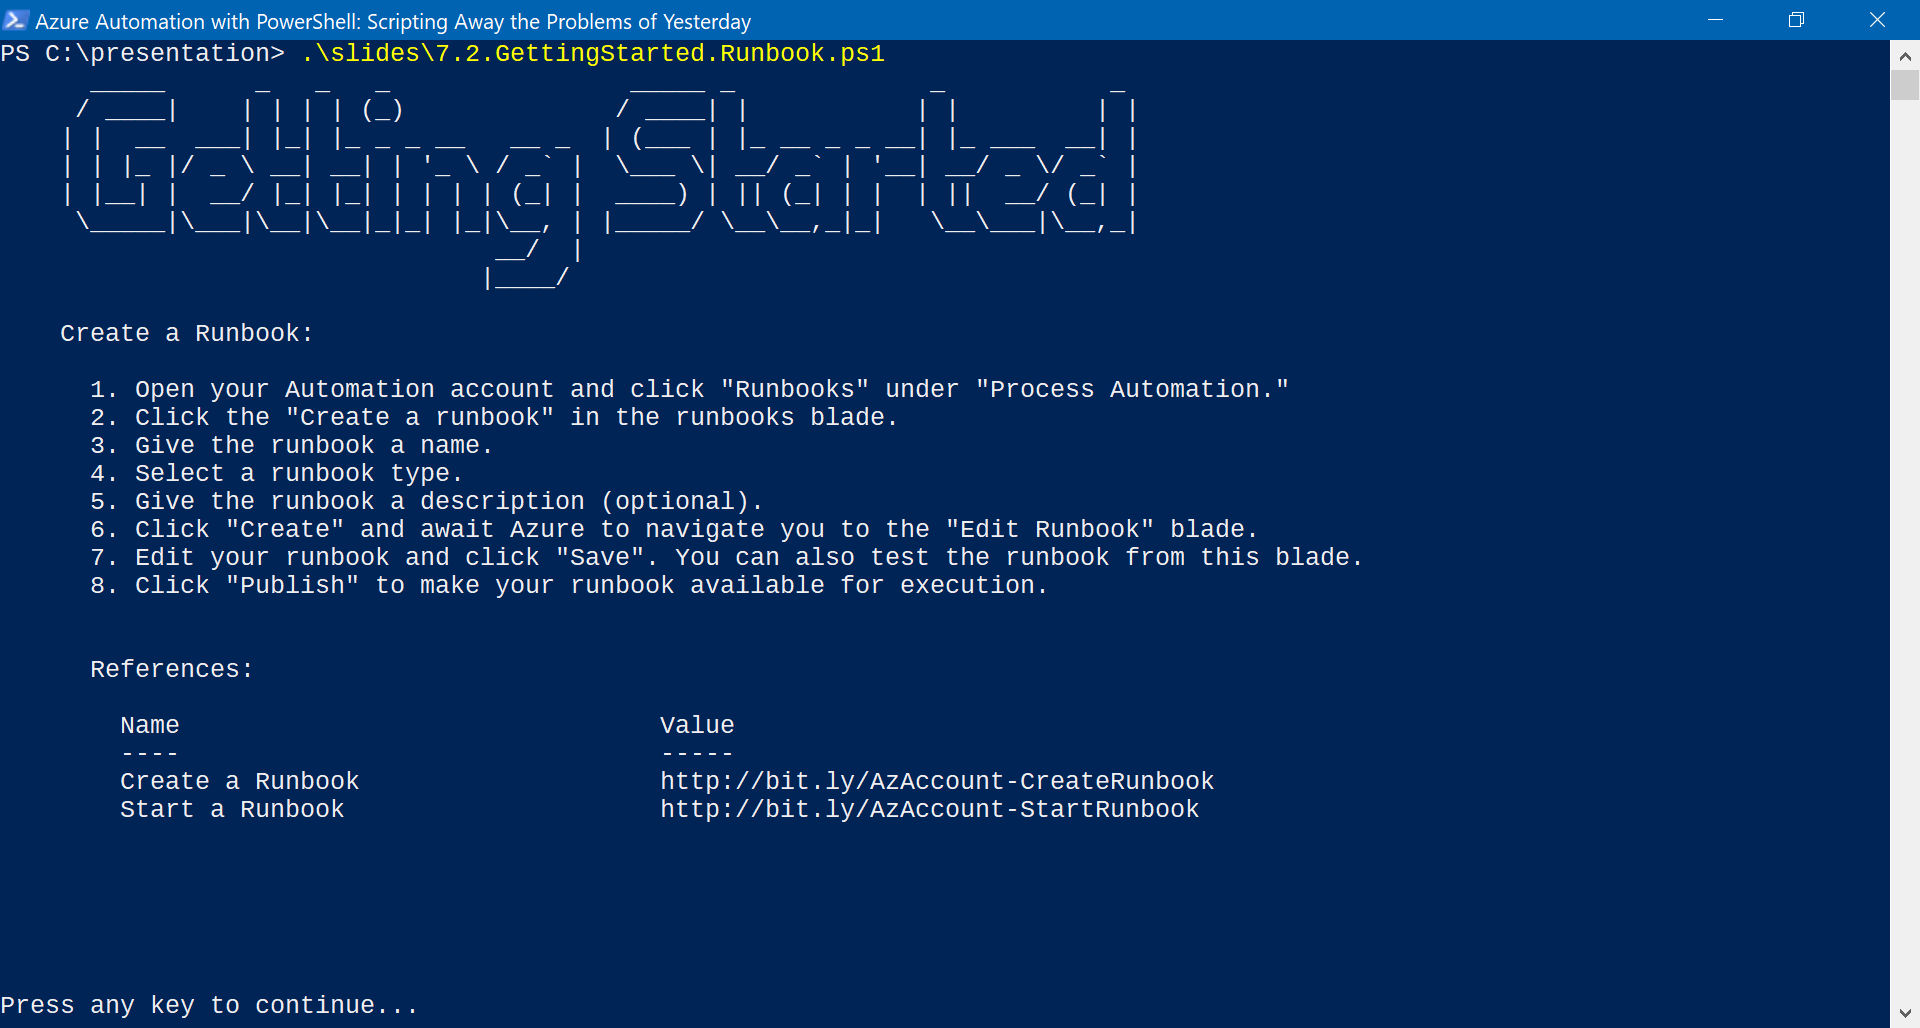 Azure Automation with PowerShell: Scripting Away the Problems of Yesterday
PS C:\presentation> .\slides\7.2.GettingStarted.Runbook.ps1
Getting Started
Create a Runbook:
1. Open your Automation account and click "Runbooks" under "Process Automation."
2. Click the "Create a runbook" in the runbooks blade.
3. Give the runbook a name.
4. Select a runbook type.
5. Give the runbook a description (optional).
6. Click "Create" and await Azure to navigate you to the "Edit Runbook" blade.
7. Edit your runbook and click "Save". You can also test the runbook from this blade.
8. Click "Publish" to make your runbook available for execution.
References:
Name Value
---- -----
Create a Runbook http://bit.ly/AzAccount-CreateRunbook
Start a Runbook http://bit.ly/AzAccount-StartRunbook
Press any key to continue...